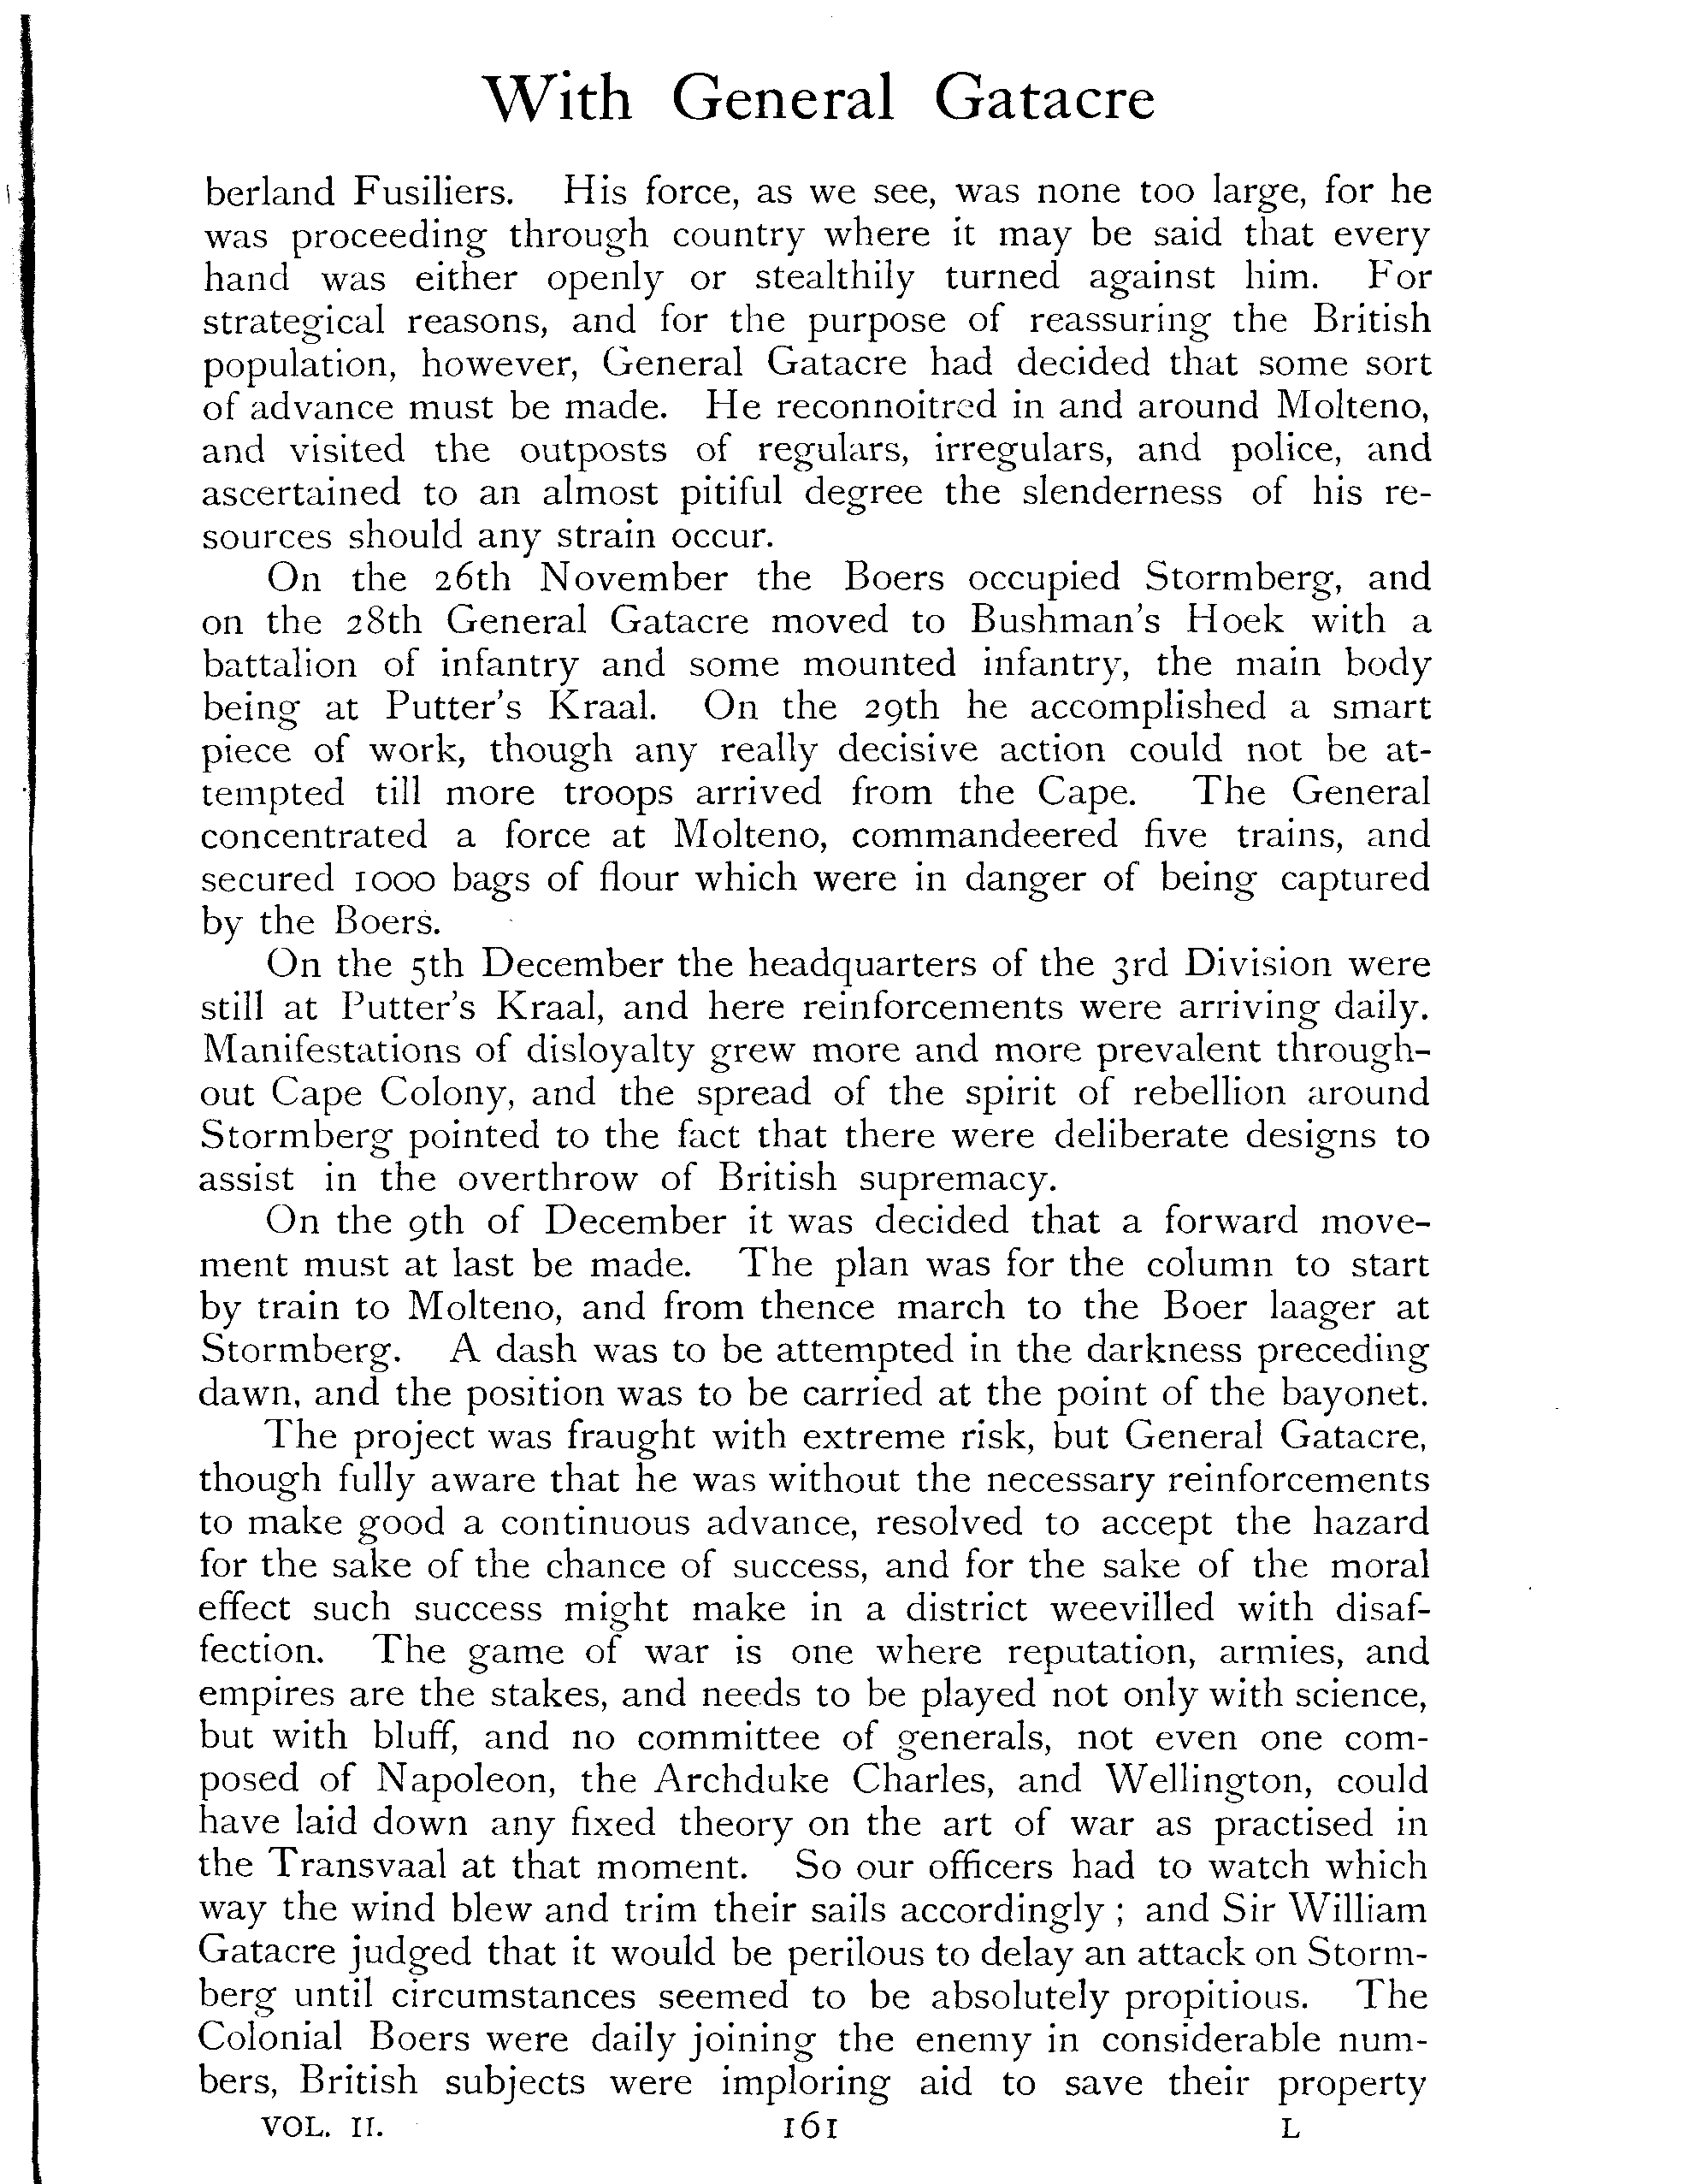 With General Gatacre
berland Fusiliers. His force, as we see, was none too large, for he
was proceeding through country where it may be said that every
hand was either openly or stealthily turned against him. For
strategical reasons, and for the purpose of reassuring the British
population, however, General Gatacre had decided that some sort
of advance must be made. He reconnoitred in and around Molteno,
and visited the outposts of regulars, irregulars, and police, and
ascertained to an almost pitiful degree the slenderness of his re-
sources should any strain occur.
On the 26th November the Boers occupied Stormberg, and
on the 28th General Gatacre moved to Bushman's Hoek with a
battalion of infantry and some mounted infantry, the main body
being at Putter's Kraal. On the 29th he accomplished a smart
piece of work, though any really decisive action could not be at-
tempted till more troops arrived from the Cape. The General
concentrated a force at Molteno, commandeered five trains, and
secured 1000 bags of flour which were in danger of being captured
by the Boers.
On the 5th December the headquarters of the 3rd Division were
still at Putter's Kraal, and here reinforcements were arriving daily.
Manifestations of disloyalty grew more and more prevalent through-
out Cape Colony, and the spread of the spirit of rebellion around
Stormberg pointed to the fact that there were deliberate designs to
assist in the overthrow of British supremacy.
On the 9th of December it was decided that a forward move-
ment must at last be made. The plan was for the column to start
by train to Molteno, and from thence march to the Boer laager at
Stormberg. A dash was to be attempted in the darkness preceding
dawn, and the position was to be carried at the point of the bayonet.
The project was fraught with extreme risk, but General Gatacre,
though fully aware that he was without the necessary reinforcements
to make good a continuous advance, resolved to accept the hazard
for the sake of the chance of success, and for the sake of the moral
effect such success might make in a district weevilled with disaf-
fection. The game of war is one where reputation, armies, and
empires are the stakes, and needs to be played not only with science,
but with bluff, and no committee of generals, not even one com-
posed of Napoleon, the Archduke Charles, and Wellington, could
have laid down any fixed theory on the art of war as practised in
the Transvaal at that moment. So our officers had to watch which
way the wind blew and trim their sails accordingly; and Sir William
Gatacre judged that it would be perilous to delay an attack on Storm-
berg until circumstances seemed to be absolutely propitious. The
Colonial Boers were daily joining the enemy in considerable num-
bers, British subjects were imploring aid to save their property
VOL. II. 161 L